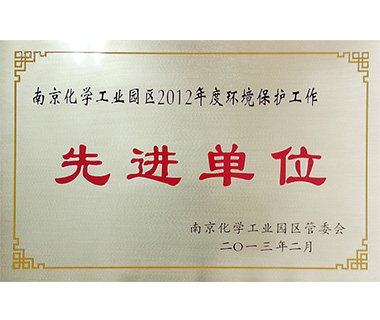 南京化学工业园区2012年度环境保护工作
先进单位
南京化学工业园区管委会
二〇一三年二月